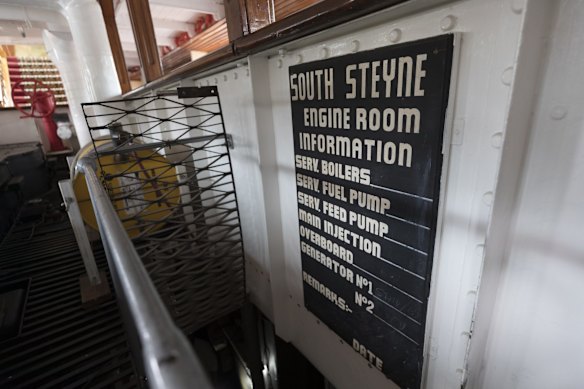 SOUTH STEYNE
ENGINE ROOM
INFORMATION
SERV. BOILERS
SERV. FUEL PUMP
SERV. FEED PUMP
MAIN INJECTION
OVERBOARD
GENERATOR Nº1
Nº2
REMARKS:-
DATE